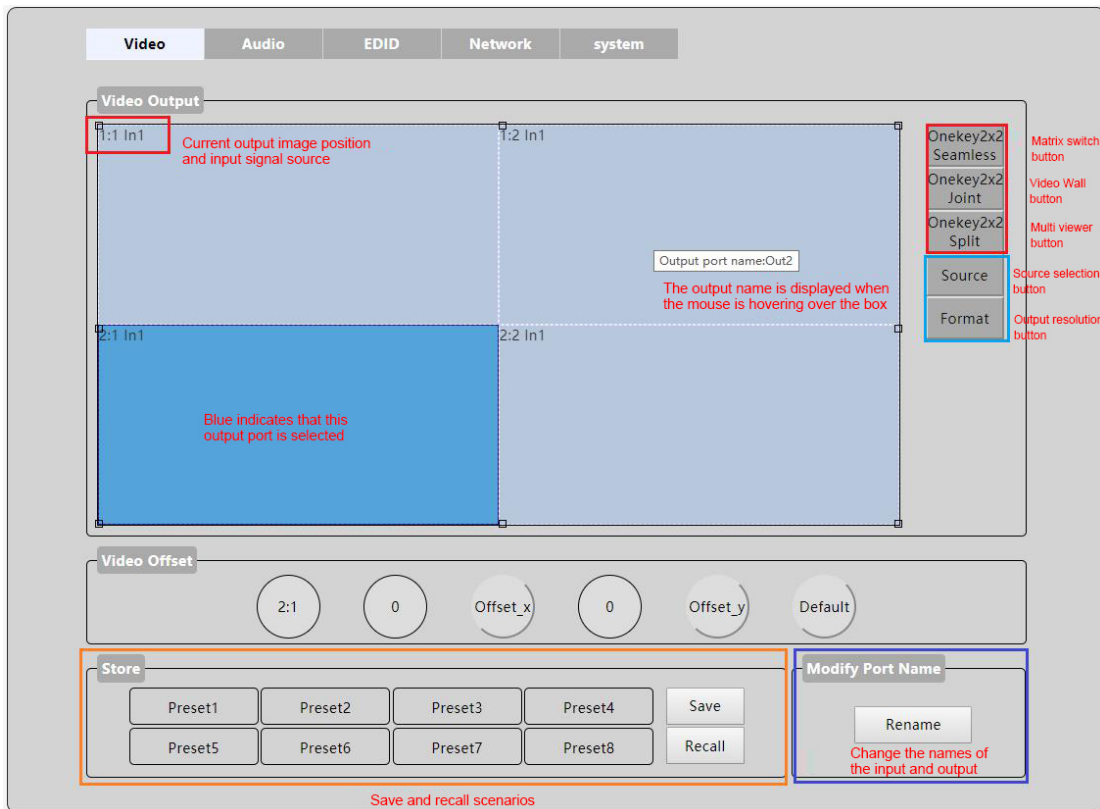 Video Audio EDID Network system
Video Output
1:1 In1
Current output image position
and input signal source
1:2 In1
Output port name:Out2
The output name is displayed when
the mouse is hovering over the box
2:1 In1
Blue indicates that this
output port is selected
2:2 In1
Onekey2x2
Seamless
Matrix switch
button
Onekey2x2
Joint
Video Wall
button
Onekey2x2
Split
Multi viewer
button
Source
Source selection
button
Format
Output resolution
button
Video Offset
2:1 0 Offset_x 0 Offset_y Default
Store
Preset1 Preset2 Preset3 Preset4 Save
Preset5 Preset6 Preset7 Preset8 Recall
Save and recall scenarios
Modify Port Name
Rename
Change the names of
the input and output